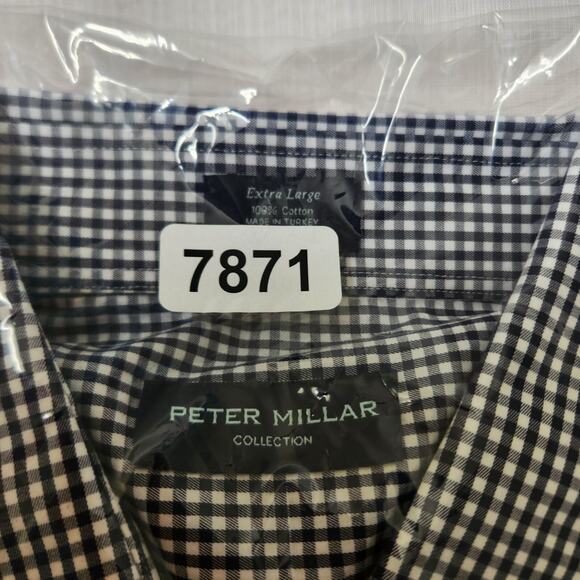 Extra Large
100% Cotton
MADE IN TURKEY
7871
PETER MILLAR
COLLECTION